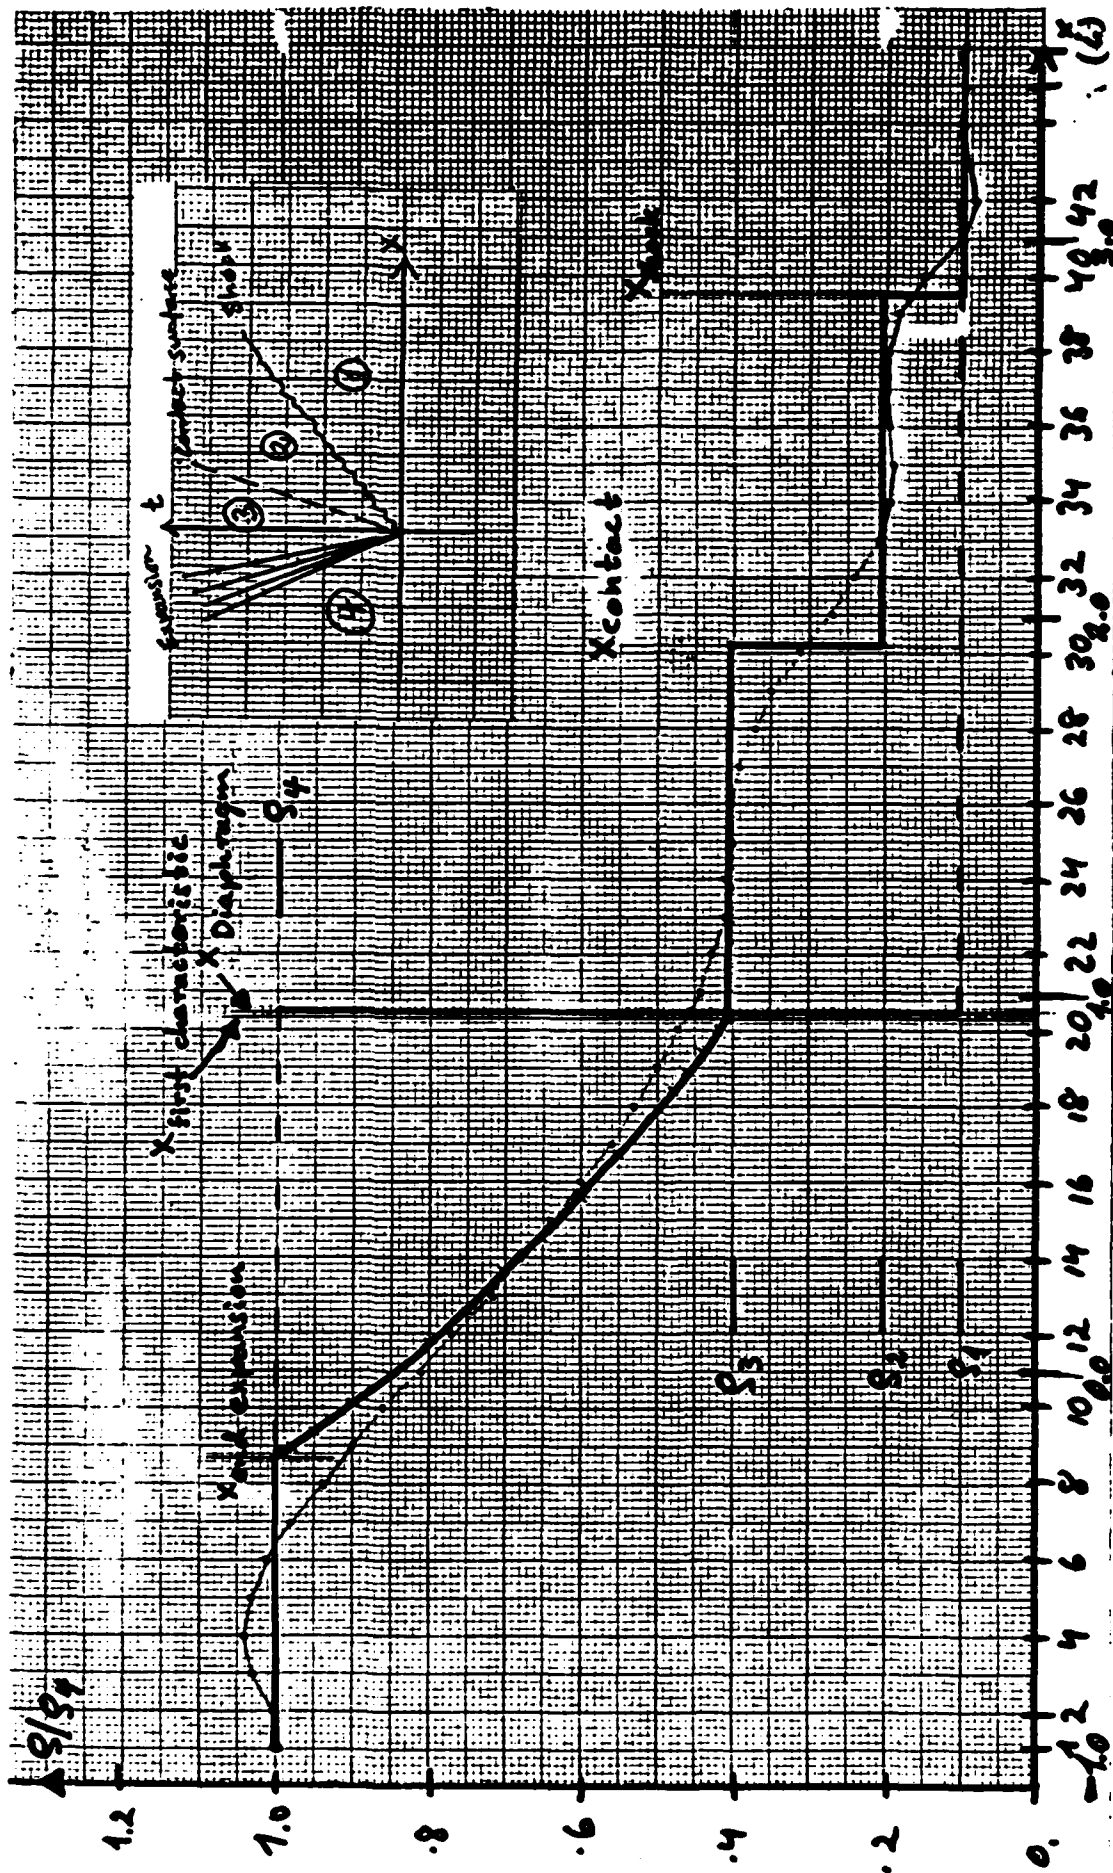 ρ/ρ4
1.2
1.0
.8
.6
.4
.2
0.
X end expansion
X first characteristic
X Diaphragm
ρ4
ρ3
ρ2
ρ1
X contact
Expansion
t
contact surface
shock
X
④
③
②
①
2 4 6 8 10 12 14 16 18 20 22 24 26 28 30 32 34 36 38 40 42
-1.0 0.0 1.0 2.0 3.0